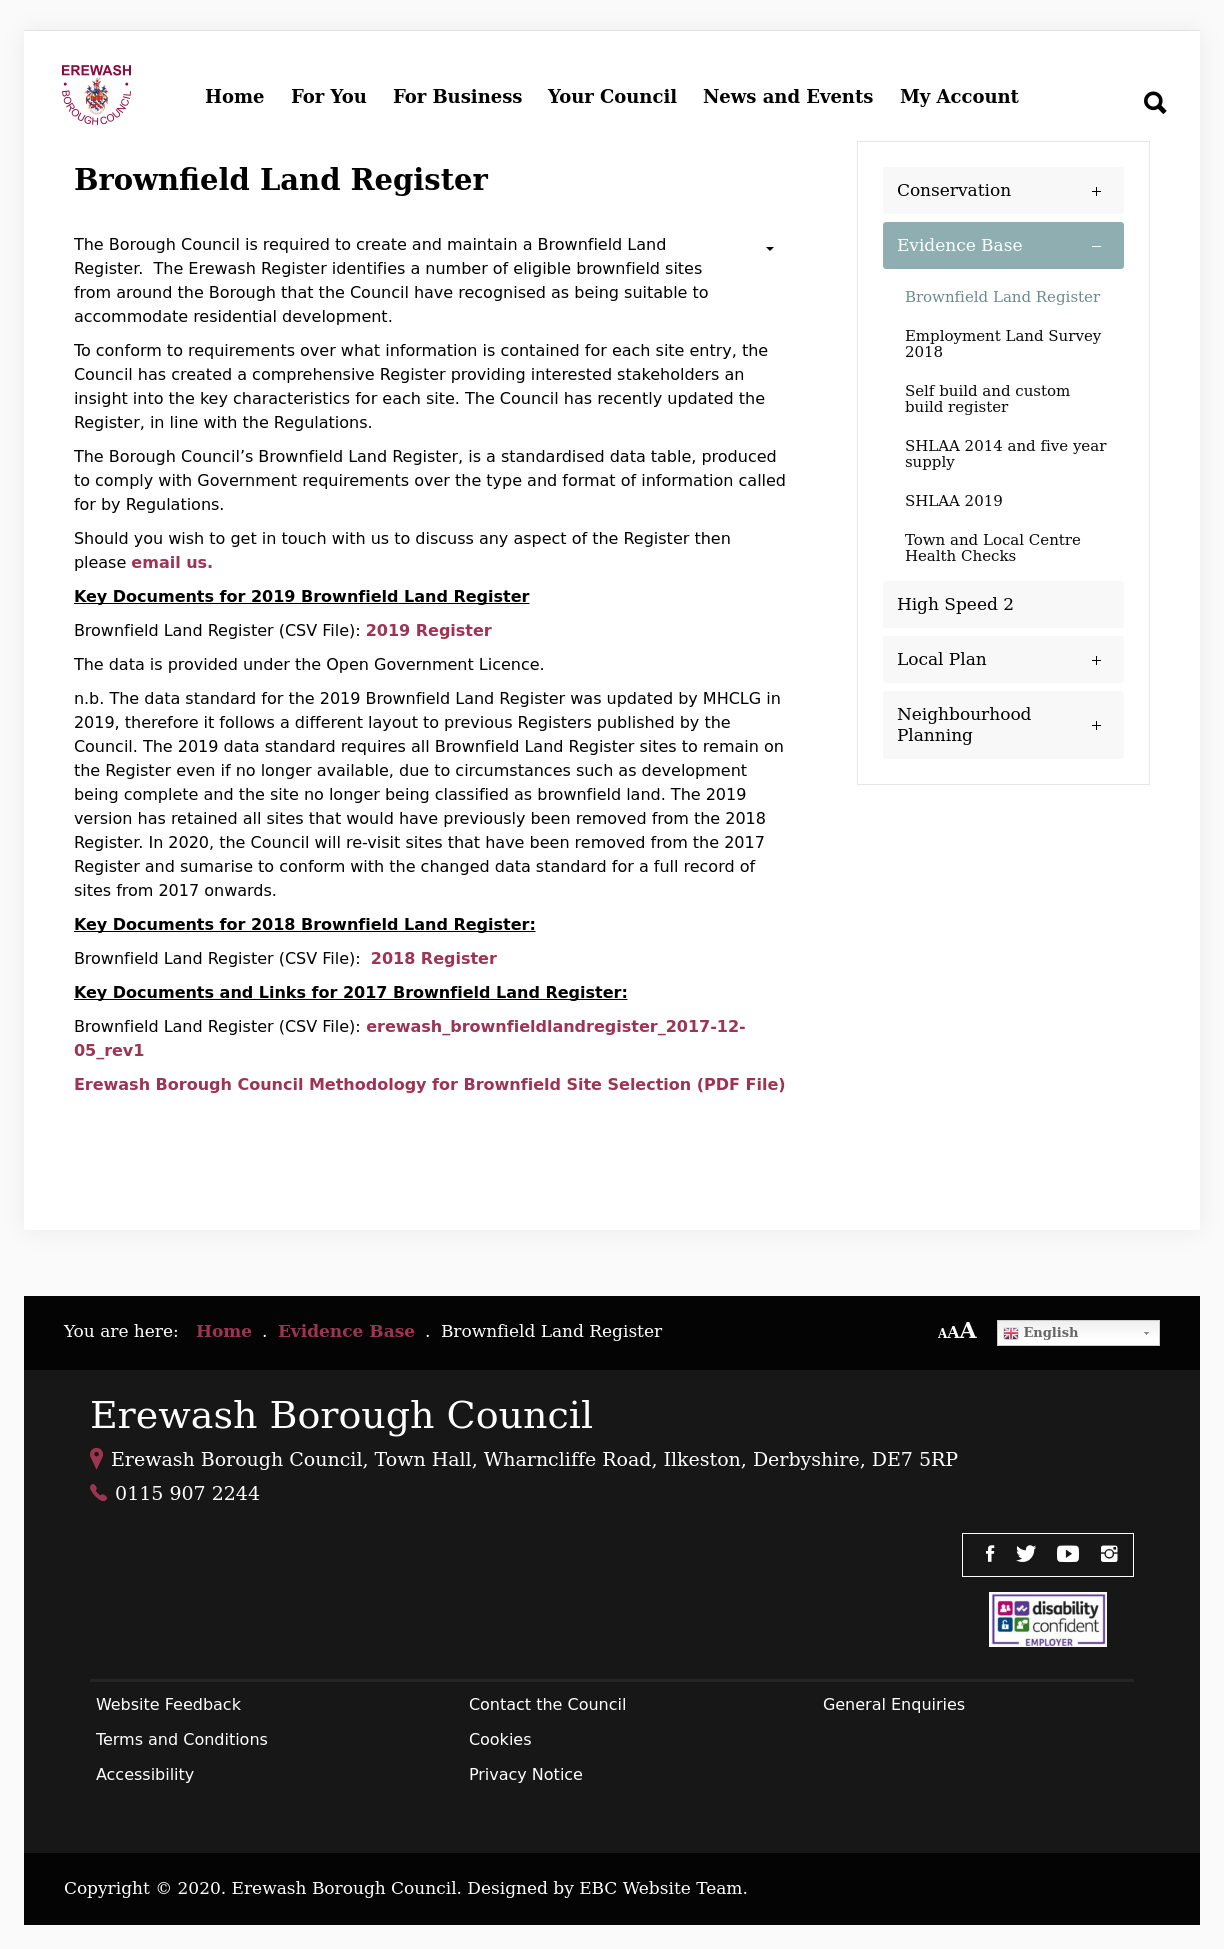 EREWASH
BOROUGH COUNCIL
Home For You For Business Your Council News and Events My Account
Brownfield Land Register
The Borough Council is required to create and maintain a Brownfield Land
Register.  The Erewash Register identifies a number of eligible brownfield sites
from around the Borough that the Council have recognised as being suitable to
accommodate residential development.
To conform to requirements over what information is contained for each site entry, the
Council has created a comprehensive Register providing interested stakeholders an
insight into the key characteristics for each site. The Council has recently updated the
Register, in line with the Regulations.
The Borough Council’s Brownfield Land Register, is a standardised data table, produced
to comply with Government requirements over the type and format of information called
for by Regulations.
Should you wish to get in touch with us to discuss any aspect of the Register then
please email us.
Key Documents for 2019 Brownfield Land Register
Brownfield Land Register (CSV File): 2019 Register
The data is provided under the Open Government Licence.
n.b. The data standard for the 2019 Brownfield Land Register was updated by MHCLG in
2019, therefore it follows a different layout to previous Registers published by the
Council. The 2019 data standard requires all Brownfield Land Register sites to remain on
the Register even if no longer available, due to circumstances such as development
being complete and the site no longer being classified as brownfield land. The 2019
version has retained all sites that would have previously been removed from the 2018
Register. In 2020, the Council will re-visit sites that have been removed from the 2017
Register and sumarise to conform with the changed data standard for a full record of
sites from 2017 onwards.
Key Documents for 2018 Brownfield Land Register:
Brownfield Land Register (CSV File):  2018 Register
Key Documents and Links for 2017 Brownfield Land Register:
Brownfield Land Register (CSV File): erewash_brownfieldlandregister_2017-12-
05_rev1
Erewash Borough Council Methodology for Brownfield Site Selection (PDF File)
Conservation +
Evidence Base −
Brownfield Land Register
Employment Land Survey
2018
Self build and custom
build register
SHLAA 2014 and five year
supply
SHLAA 2019
Town and Local Centre
Health Checks
High Speed 2
Local Plan +
Neighbourhood
Planning +
You are here: Home . Evidence Base . Brownfield Land Register
AAA English
Erewash Borough Council
Erewash Borough Council, Town Hall, Wharncliffe Road, Ilkeston, Derbyshire, DE7 5RP
0115 907 2244
disability
confident
EMPLOYER
Website Feedback Contact the Council General Enquiries
Terms and Conditions Cookies
Accessibility Privacy Notice
Copyright © 2020. Erewash Borough Council. Designed by EBC Website Team.